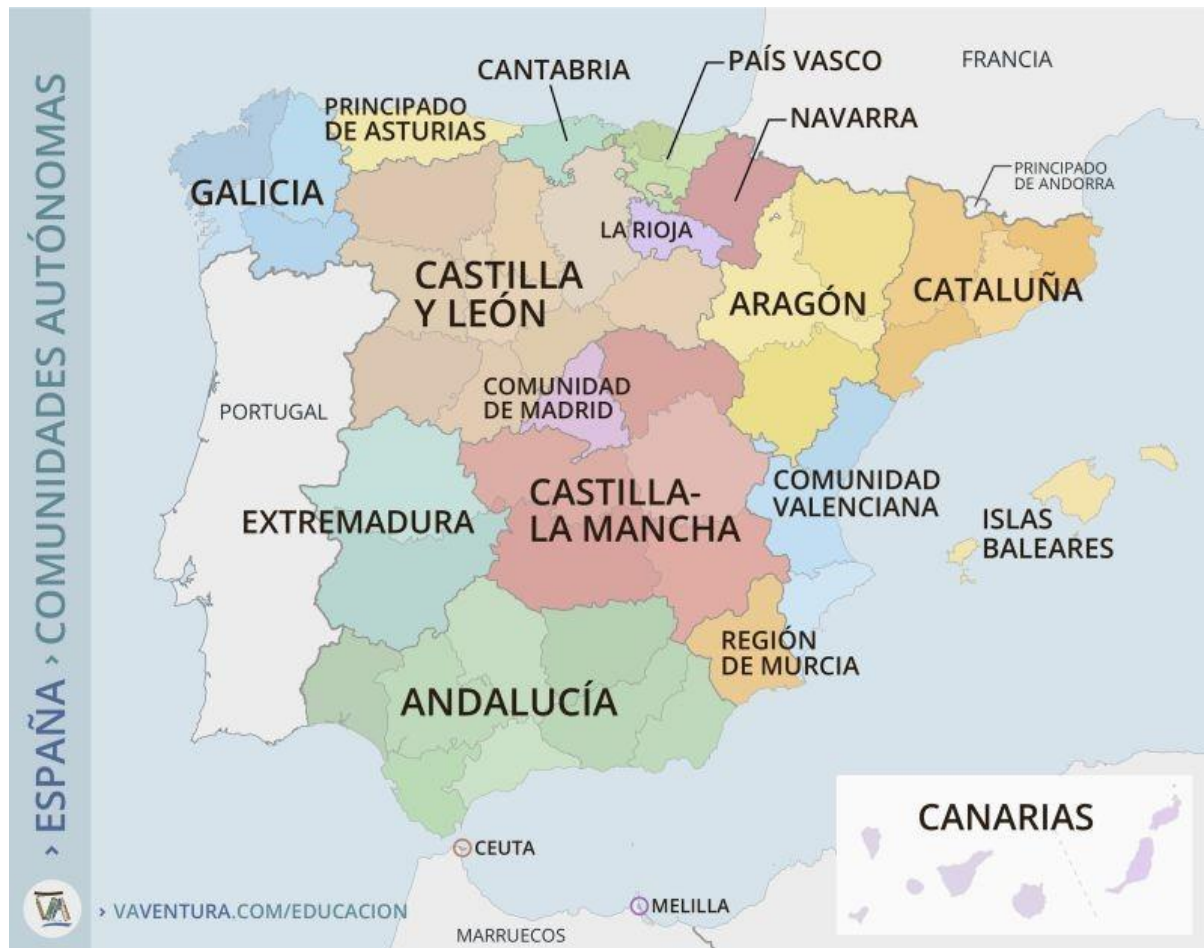 > ESPAÑA > COMUNIDADES AUTÓNOMAS
CANTABRIA
PAÍS VASCO
FRANCIA
PRINCIPADO
DE ASTURIAS
NAVARRA
PRINCIPADO
DE ANDORRA
GALICIA
LA RIOJA
CASTILLA
Y LEÓN
ARAGÓN
CATALUÑA
COMUNIDAD
DE MADRID
PORTUGAL
EXTREMADURA
CASTILLA-
LA MANCHA
COMUNIDAD
VALENCIANA
ISLAS
BALEARES
REGIÓN
DE MURCIA
ANDALUCÍA
CANARIAS
CEUTA
MELILLA
MARRUECOS
> VAVENTURA.COM/EDUCACION